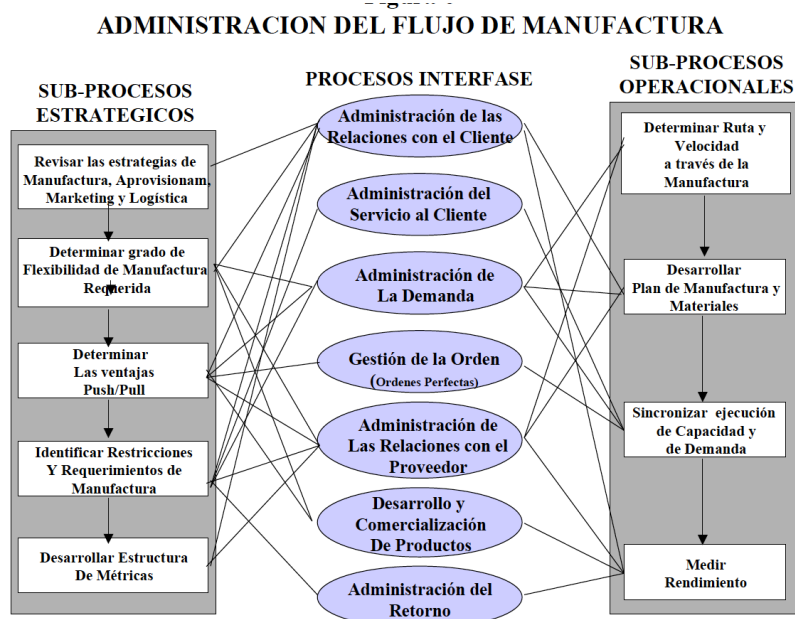 ADMINISTRACION DEL FLUJO DE MANUFACTURA
SUB-PROCESOS
ESTRATEGICOS
Revisar las estrategias de
Manufactura, Aprovisionam,
Marketing y Logística
Determinar grado de
Flexibilidad de Manufactura
Requerida
Determinar
Las ventajas
Push/Pull
Identificar Restricciones
Y Requerimientos de
Manufactura
Desarrollar Estructura
De Métricas
PROCESOS INTERFASE
Administración de las
Relaciones con el Cliente
Administración del
Servicio al Cliente
Administración de
La Demanda
Gestión de la Orden
(Ordenes Perfectas)
Administración de
Las Relaciones con el
Proveedor
Desarrollo y
Comercialización
De Productos
Administración del
Retorno
SUB-PROCESOS
OPERACIONALES
Determinar Ruta y
Velocidad
a través de la
Manufactura
Desarrollar
Plan de Manufactura y
Materiales
Sincronizar ejecución
de Capacidad y
de Demanda
Medir
Rendimiento